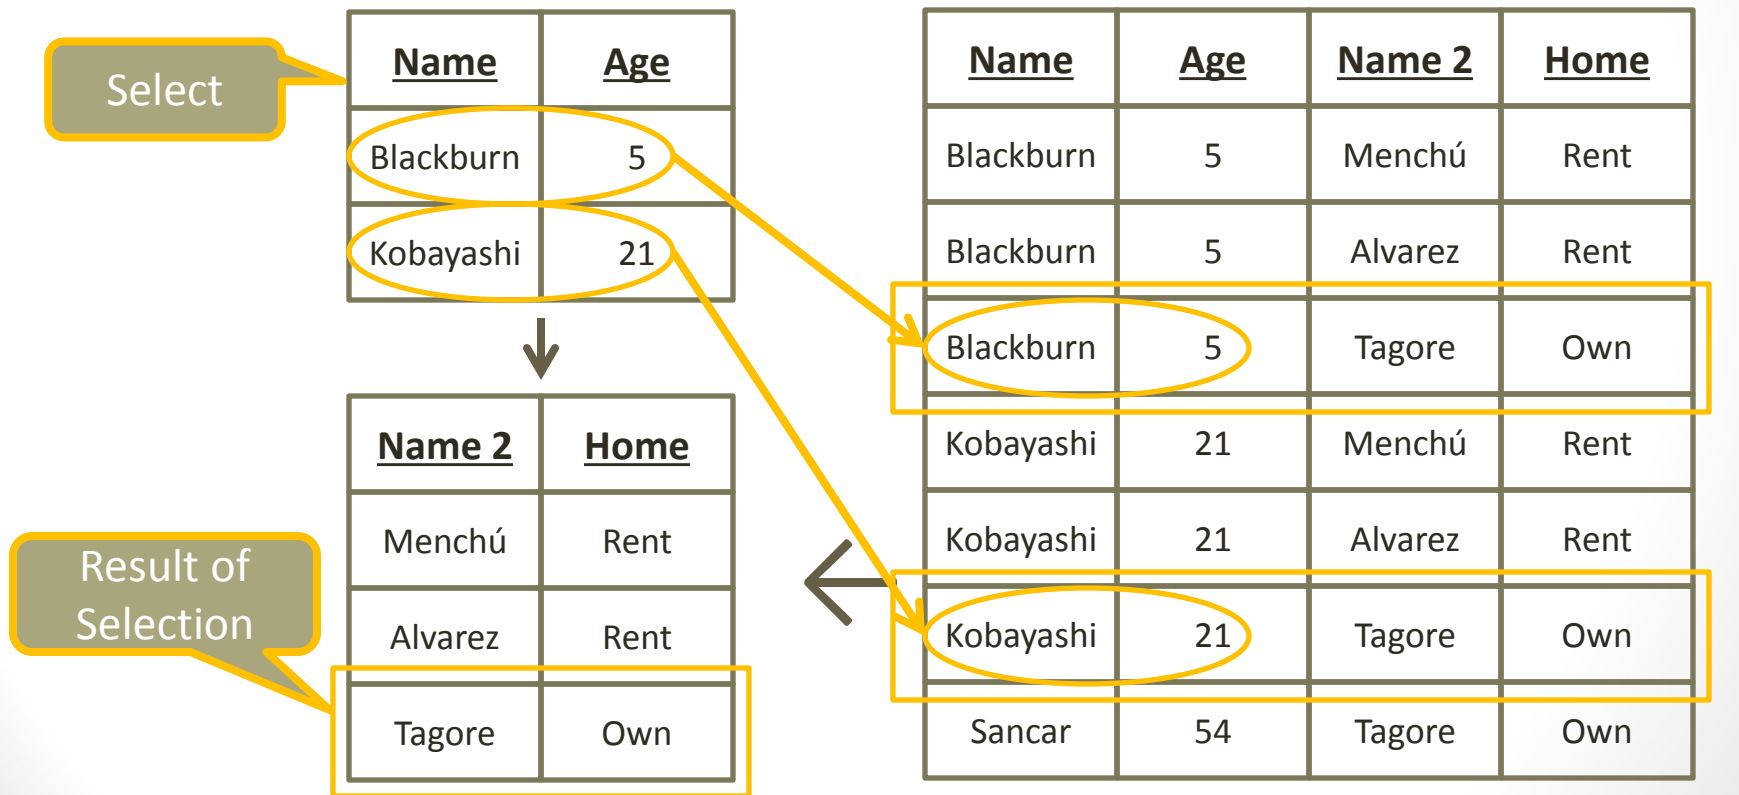 Select
Name Age
Blackburn 5
Kobayashi 21
Name 2 Home
Menchú Rent
Alvarez Rent
Tagore Own
Result of
Selection
Name Age Name 2 Home
Blackburn 5 Menchú Rent
Blackburn 5 Alvarez Rent
Blackburn 5 Tagore Own
Kobayashi 21 Menchú Rent
Kobayashi 21 Alvarez Rent
Kobayashi 21 Tagore Own
Sancar 54 Tagore Own